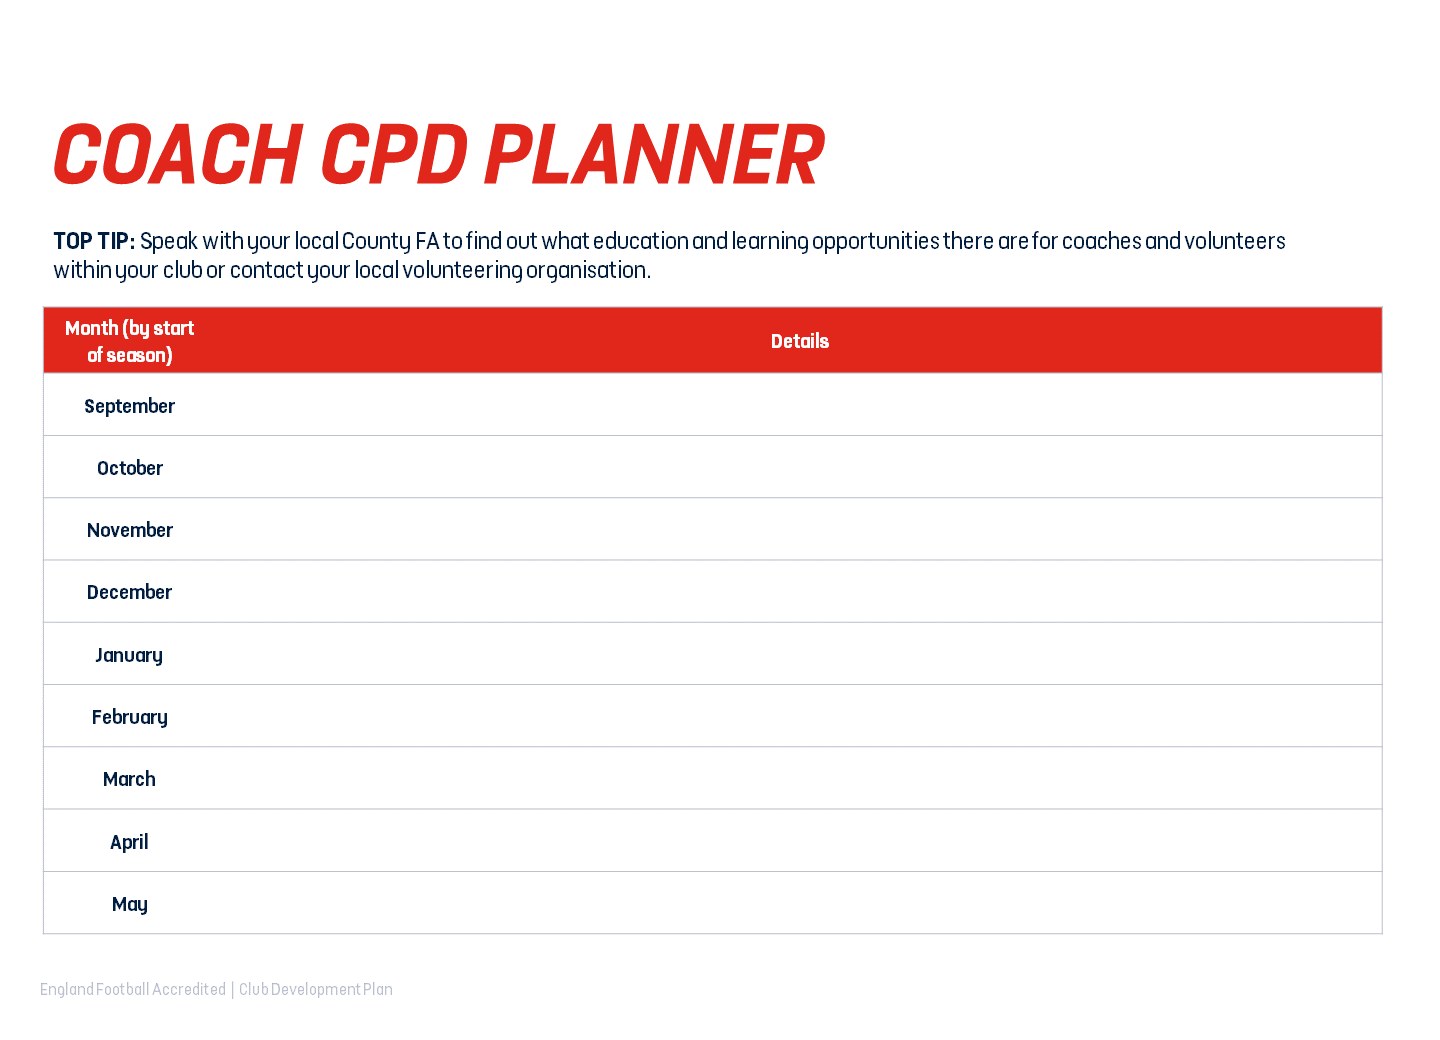 COACH CPD PLANNER
TOP TIP: Speak with your local County FA to find out what education and learning opportunities there are for coaches and volunteers
within your club or contact your local volunteering organisation.
Month (by start
of season)
Details
September
October
November
December
January
February
March
April
May
England Football Accredited | Club Development Plan